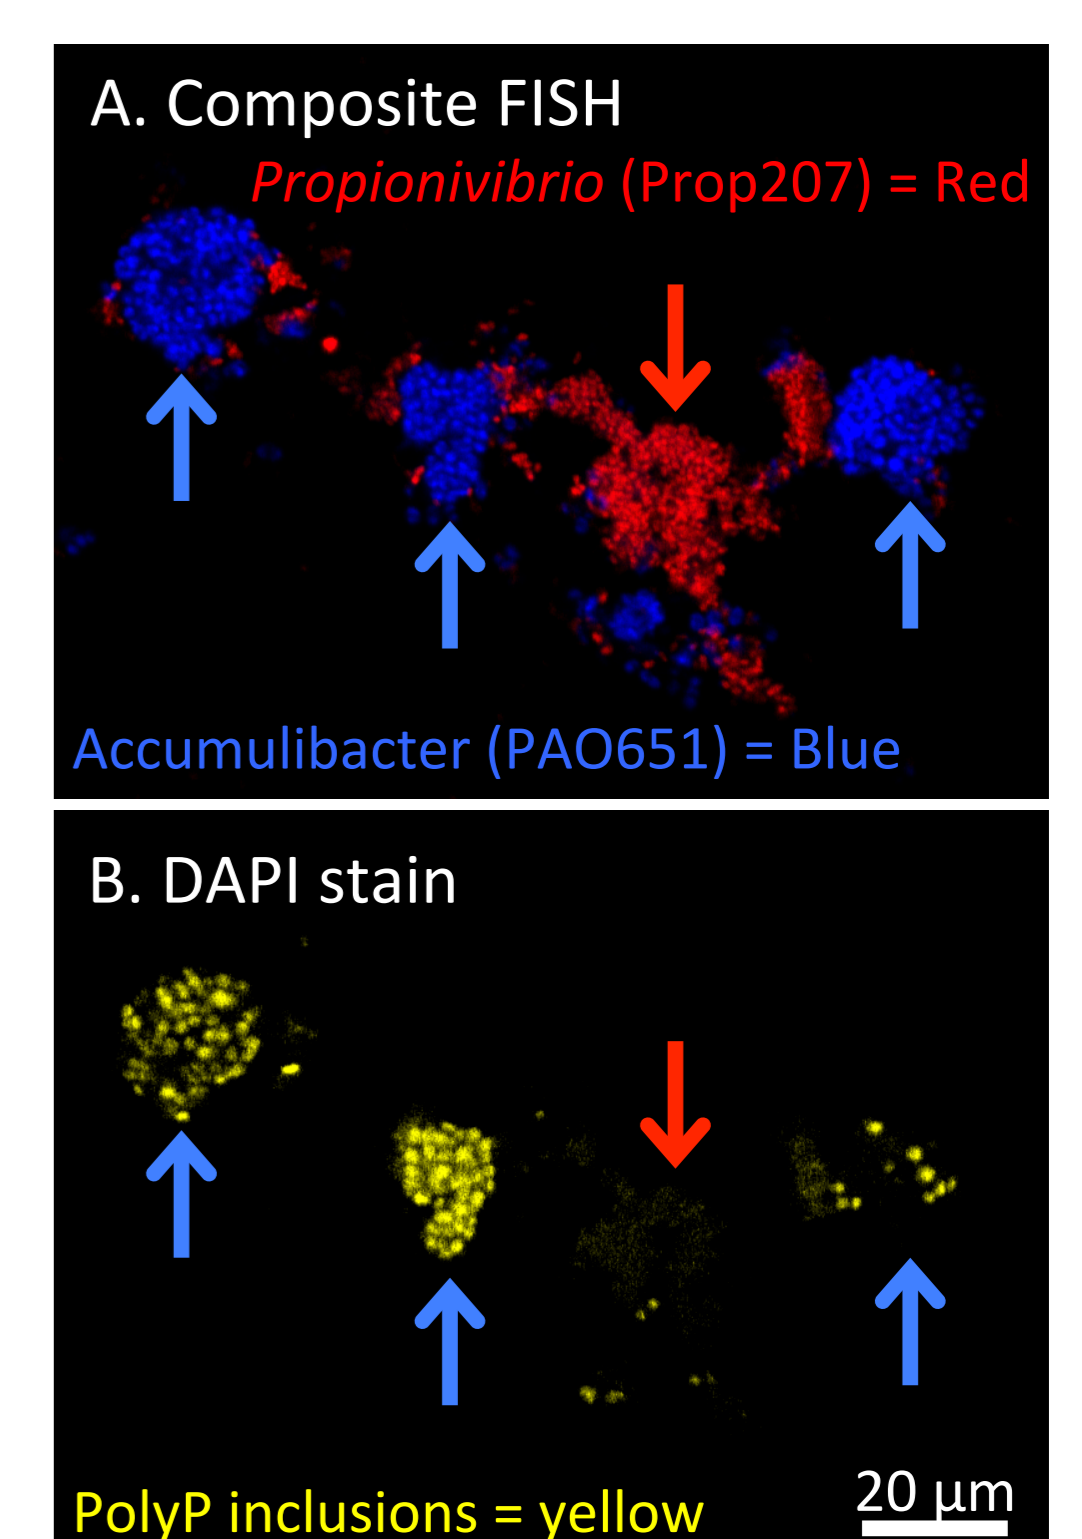 A. Composite FISH
Propionivibrio (Prop207) = Red
Accumulibacter (PAO651) = Blue
B. DAPI stain
20 µm
PolyP inclusions = yellow